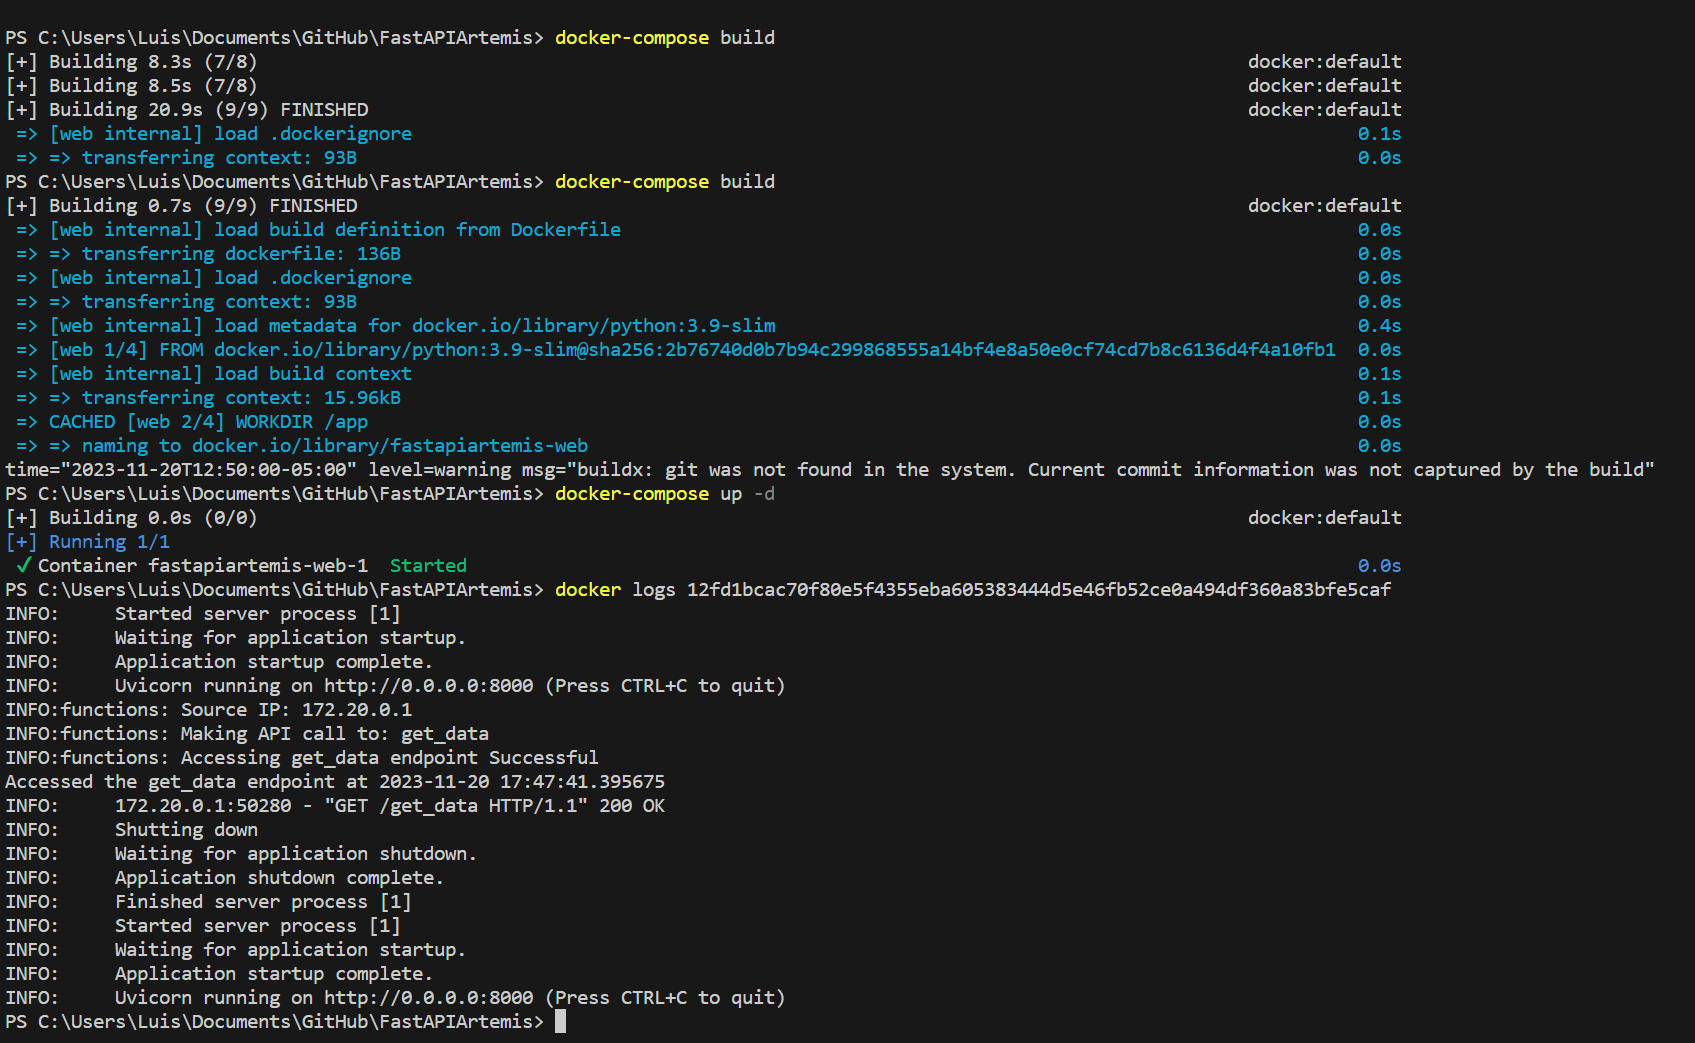 PS C:\Users\Luis\Documents\GitHub\FastAPIArtemis> docker-compose build
[+] Building 8.3s (7/8) docker:default
[+] Building 8.5s (7/8) docker:default
[+] Building 20.9s (9/9) FINISHED docker:default
=> [web internal] load .dockerignore 0.1s
=> => transferring context: 93B 0.0s
PS C:\Users\Luis\Documents\GitHub\FastAPIArtemis> docker-compose build
[+] Building 0.7s (9/9) FINISHED docker:default
=> [web internal] load build definition from Dockerfile 0.0s
=> => transferring dockerfile: 136B 0.0s
=> [web internal] load .dockerignore 0.0s
=> => transferring context: 93B 0.0s
=> [web internal] load metadata for docker.io/library/python:3.9-slim 0.4s
=> [web 1/4] FROM docker.io/library/python:3.9-slim@sha256:2b76740d0b7b94c299868555a14bf4e8a50e0cf74cd7b8c6136d4f4a10fb1 0.0s
=> [web internal] load build context 0.1s
=> => transferring context: 15.96kB 0.1s
=> CACHED [web 2/4] WORKDIR /app 0.0s
=> => naming to docker.io/library/fastapiartemis-web 0.0s
time="2023-11-20T12:50:00-05:00" level=warning msg="buildx: git was not found in the system. Current commit information was not captured by the build"
PS C:\Users\Luis\Documents\GitHub\FastAPIArtemis> docker-compose up -d
[+] Building 0.0s (0/0) docker:default
[+] Running 1/1
✓ Container fastapiartemis-web-1 Started 0.0s
PS C:\Users\Luis\Documents\GitHub\FastAPIArtemis> docker logs 12fd1bcac70f80e5f4355eba605383444d5e46fb52ce0a494df360a83bfe5caf
INFO: Started server process [1]
INFO: Waiting for application startup.
INFO: Application startup complete.
INFO: Uvicorn running on http://0.0.0.0:8000 (Press CTRL+C to quit)
INFO:functions: Source IP: 172.20.0.1
INFO:functions: Making API call to: get_data
INFO:functions: Accessing get_data endpoint Successful
Accessed the get_data endpoint at 2023-11-20 17:47:41.395675
INFO: 172.20.0.1:50280 - "GET /get_data HTTP/1.1" 200 OK
INFO: Shutting down
INFO: Waiting for application shutdown.
INFO: Application shutdown complete.
INFO: Finished server process [1]
INFO: Started server process [1]
INFO: Waiting for application startup.
INFO: Application startup complete.
INFO: Uvicorn running on http://0.0.0.0:8000 (Press CTRL+C to quit)
PS C:\Users\Luis\Documents\GitHub\FastAPIArtemis>